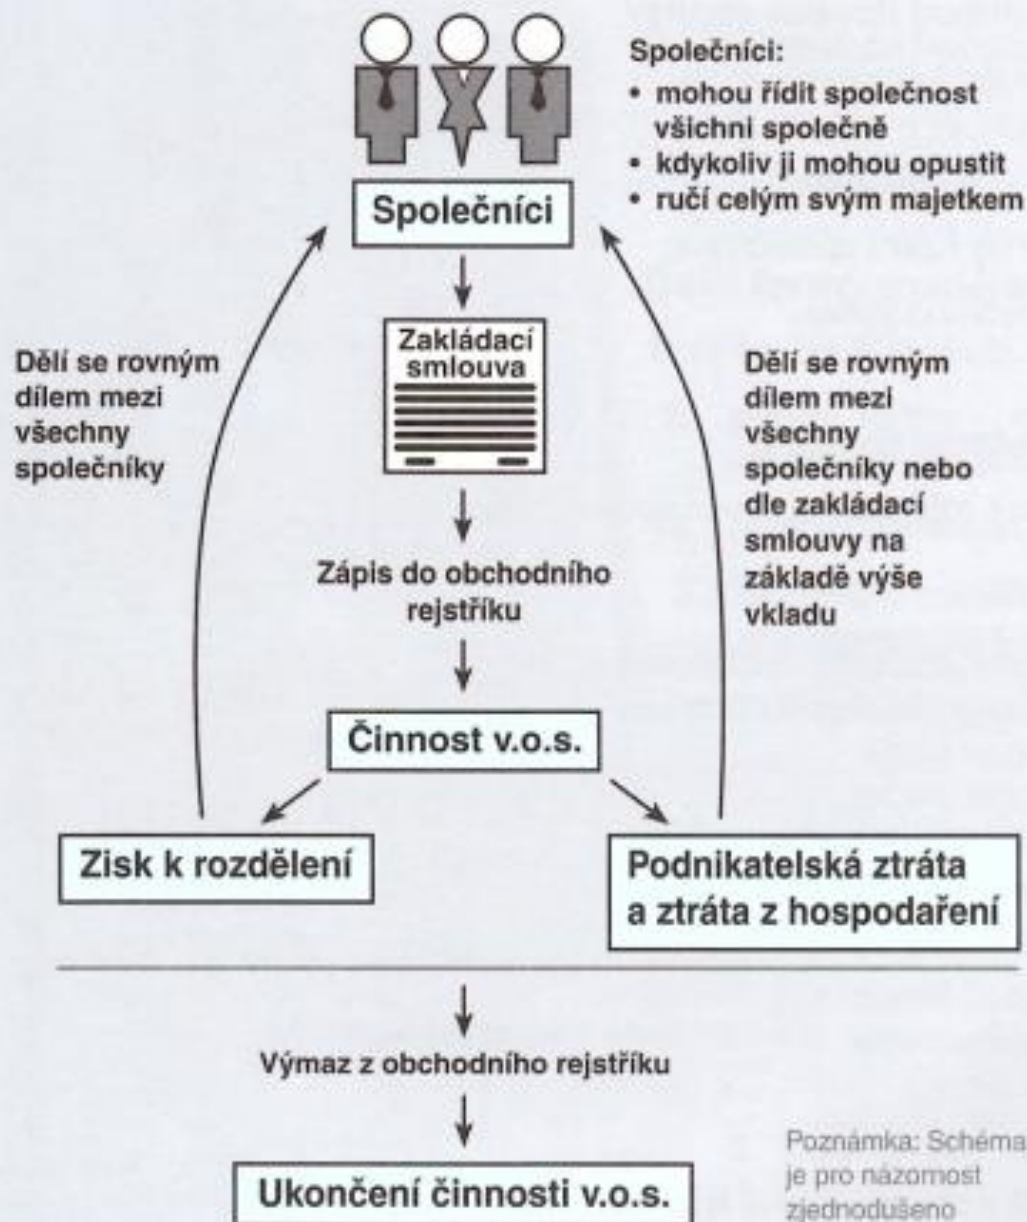 Společníci:
• mohou řídit společnost
všichni společně
• kdykoliv ji mohou opustit
• ručí celým svým majetkem
Společníci
Zakládací
smlouva
Dělí se rovným
dílem mezi
všechny
společníky
Dělí se rovným
dílem mezi
všechny
společníky nebo
dle zakládací
smlouvy na
základě výše
vkladu
Zápis do obchodního
rejstříku
Činnost v.o.s.
Zisk k rozdělení
Podnikatelská ztráta
a ztráta z hospodaření
Výmaz z obchodního rejstříku
Ukončení činnosti v.o.s.
Poznámka: Schéma
je pro názornost
zjednodušeno